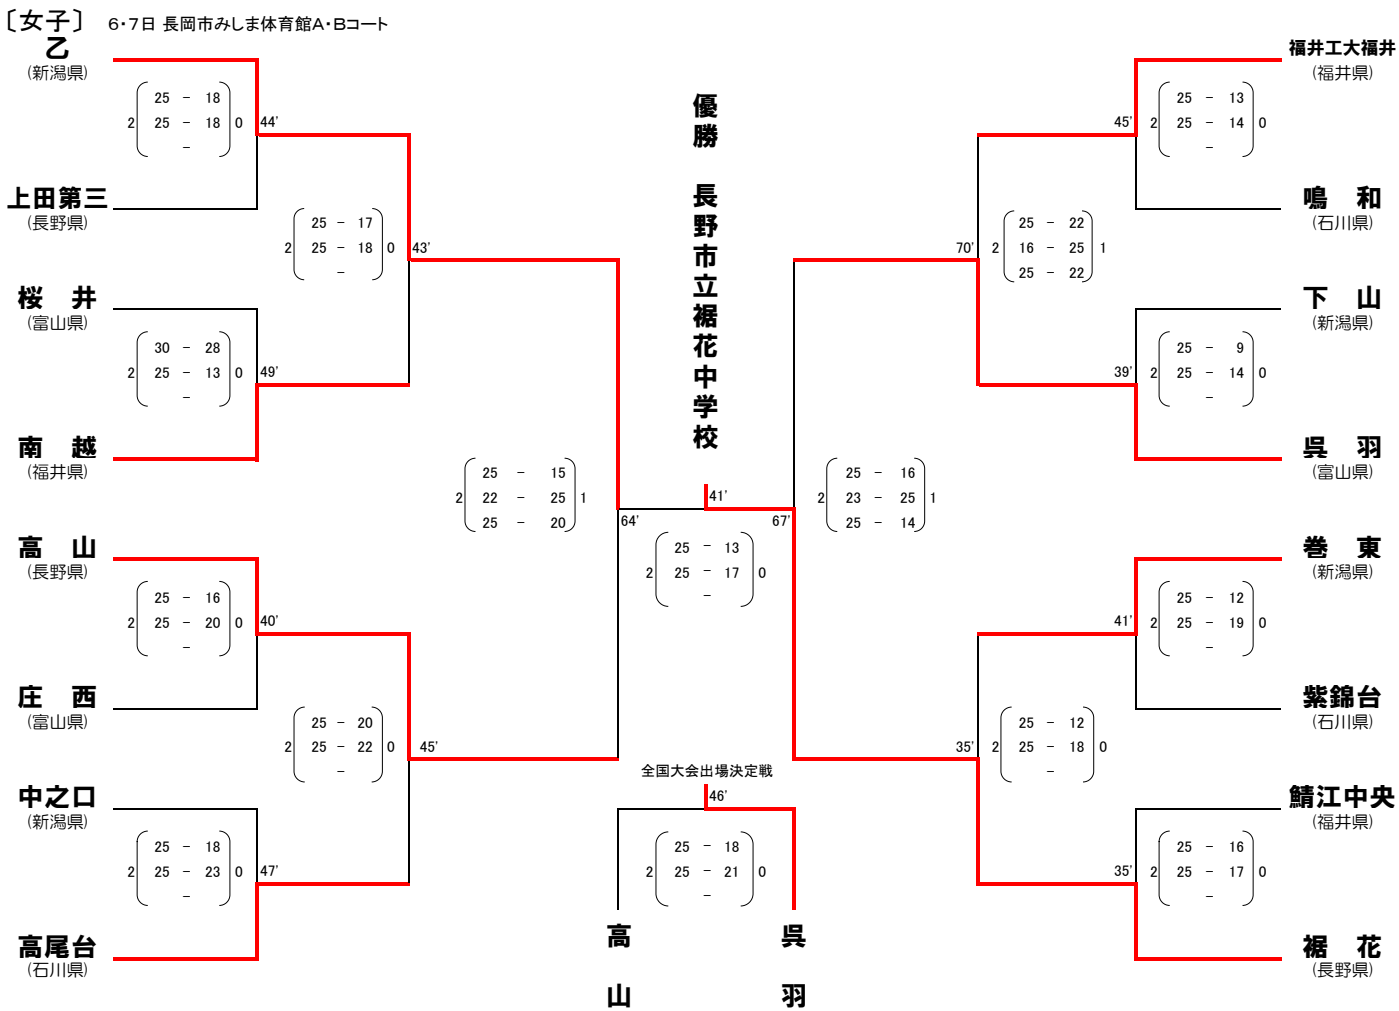 〔女子〕 6・7日 長岡市みしま体育館A・Bコート
乙
(新潟県)
25 － 18
2 25 － 18 0 44'
－
上田第三
(長野県)
25 － 17
2 25 － 18 0 43'
－
桜 井
(富山県)
30 － 28
2 25 － 13 0 49'
－
南 越
(福井県)
25 － 15
2 22 － 25 1
25 － 20
64'
高 山
(長野県)
25 － 16
2 25 － 20 0 40'
－
庄 西
(富山県)
25 － 20
2 25 － 22 0 45'
－
中之口
(新潟県)
25 － 18
2 25 － 23 0 47'
－
高尾台
(石川県)
優勝 長野市立裾花中学校
41'
25 － 13
2 25 － 17 0
－
全国大会出場決定戦
46'
25 － 18
2 25 － 21 0
－
高山
呉羽
福井工大福井
(福井県)
25 － 13
45' 2 25 － 14 0
－
鳴 和
(石川県)
25 － 22
70' 2 16 － 25 1
25 － 22
下 山
(新潟県)
25 － 9
39' 2 25 － 14 0
－
呉 羽
(富山県)
25 － 16
2 23 － 25 1
25 － 14
67'
巻 東
(新潟県)
25 － 12
41' 2 25 － 19 0
－
紫錦台
(石川県)
25 － 12
35' 2 25 － 18 0
－
鯖江中央
(福井県)
25 － 16
35' 2 25 － 17 0
－
裾 花
(長野県)